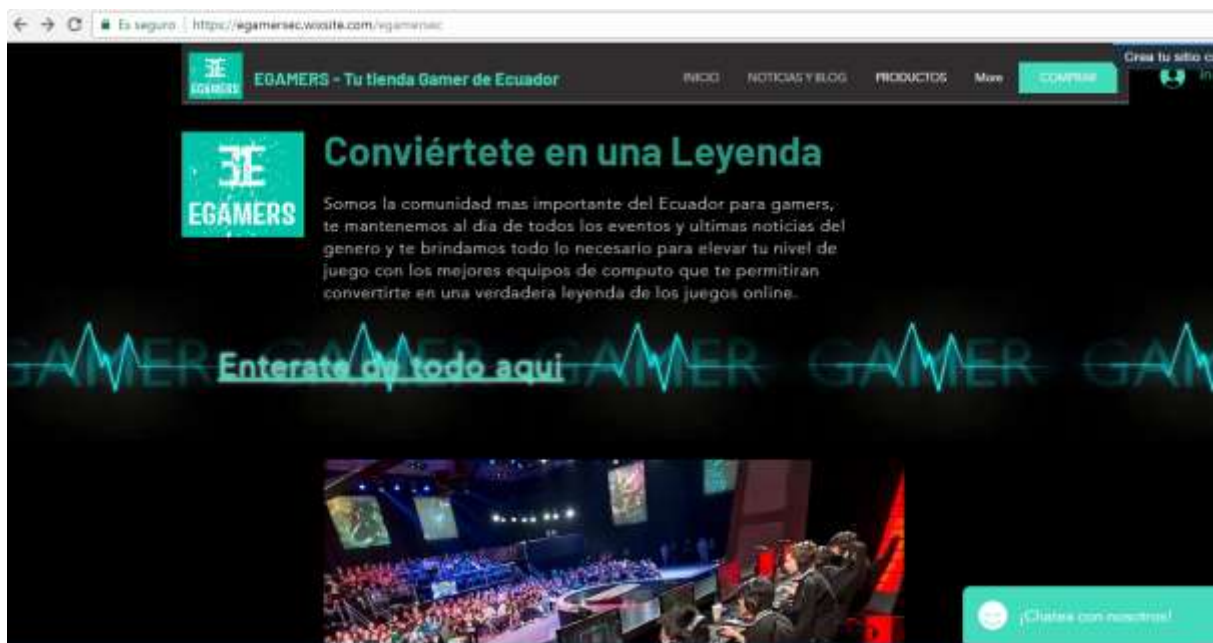 Es seguro | https://egamersec.wixsite.com/egamersec
Crea tu sitio c
EGAMERS
EGAMERS - Tu tienda Gamer de Ecuador
INICIO
NOTICIAS Y BLOG
PRODUCTOS
More
COMPRAR
EGAMERS
Conviértete en una Leyenda
Somos la comunidad mas importante del Ecuador para gamers,
te mantenemos al dia de todos los eventos y ultimas noticias del
genero y te brindamos todo lo necesario para elevar tu nivel de
juego con los mejores equipos de computo que te permitiran
convertirte en una verdadera leyenda de los juegos online.
GAMER GAMER GAMER GAMER
Enterate de todo aqui
¡Chatea con nosotros!